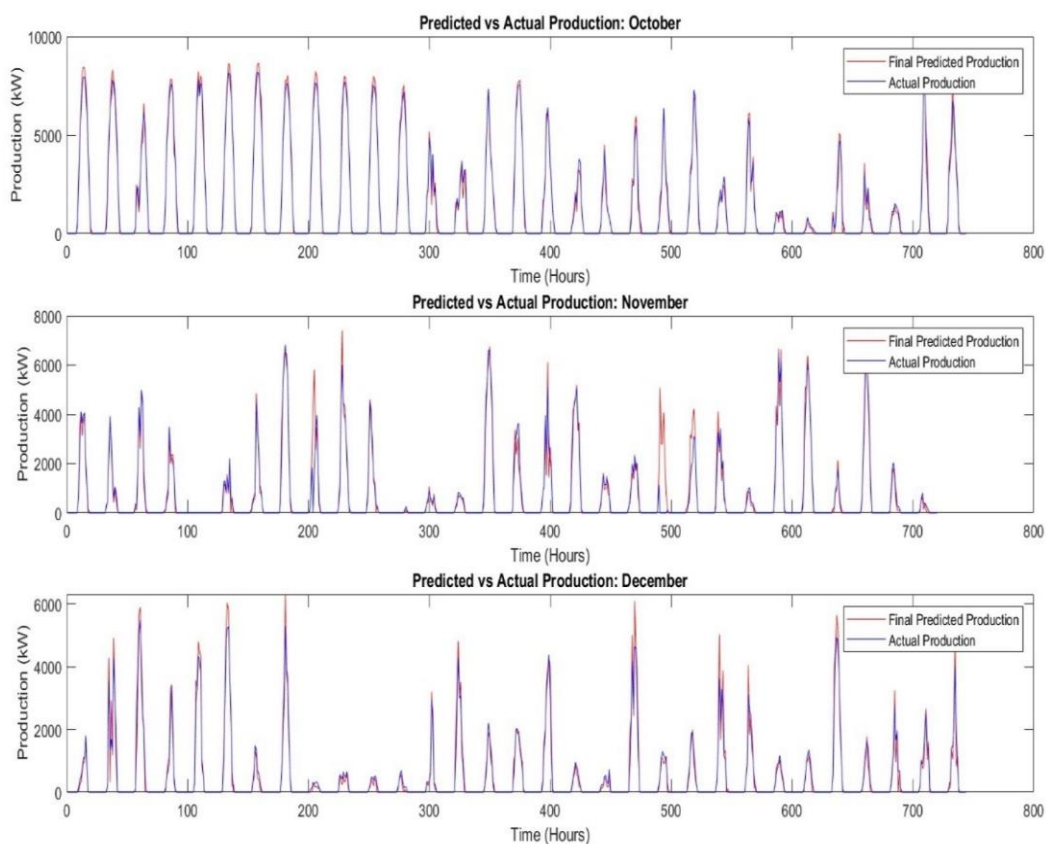 Predicted vs Actual Production: October
10000
5000
0
Production (kW)
Final Predicted Production
Actual Production
0 100 200 300 400 500 600 700 800
Time (Hours)
Predicted vs Actual Production: November
8000
6000
4000
2000
0
Production (kW)
Final Predicted Production
Actual Production
0 100 200 300 400 500 600 700 800
Time (Hours)
Predicted vs Actual Production: December
6000
4000
2000
0
Production (kW)
Final Predicted Production
Actual Production
0 100 200 300 400 500 600 700 800
Time (Hours)